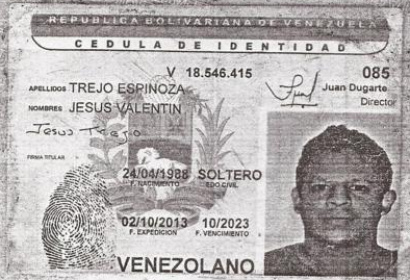 REPUBLICA BOLIVARIANA DE VENEZUELA
CEDULA DE IDENTIDAD
V 18.546.415
085
APELLIDOS TREJO ESPINOZA
Juan Dugarte
Director
NOMBRES JESUS VALENTIN
Jesus Trejo
FIRMA TITULAR
24/04/1988 SOLTERO
F. NACIMIENTO EDO CIVIL
02/10/2013 10/2023
F. EXPEDICION F. VENCIMIENTO
VENEZOLANO